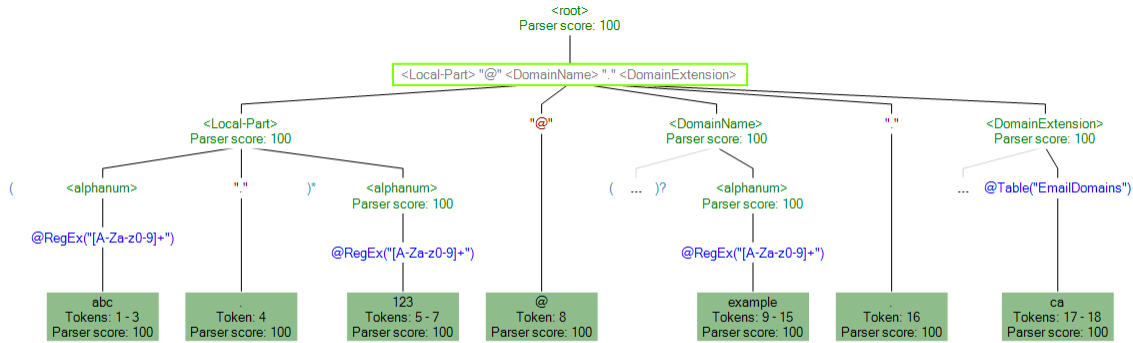 <root>
Parser score: 100
<Local-Part> "@" <DomainName> "." <DomainExtension>
<Local-Part>
Parser score: 100
"@"
<DomainName>
Parser score: 100
"."
<DomainExtension>
Parser score: 100
( <alphanum> "." )* <alphanum>
Parser score: 100
( ... )? <alphanum>
Parser score: 100
... @Table("EmailDomains")
@RegEx("[A-Za-z0-9]+")
@RegEx("[A-Za-z0-9]+")
@RegEx("[A-Za-z0-9]+")
abc
Tokens: 1 - 3
Parser score: 100
.
Token: 4
Parser score: 100
123
Tokens: 5 - 7
Parser score: 100
@
Token: 8
Parser score: 100
example
Tokens: 9 - 15
Parser score: 100
.
Token: 16
Parser score: 100
ca
Tokens: 17 - 18
Parser score: 100